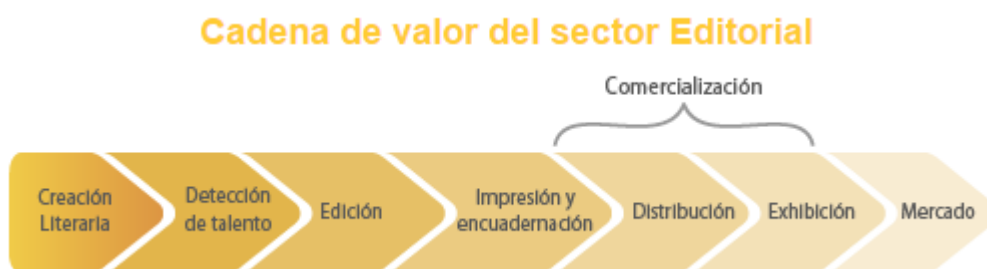 Cadena de valor del sector Editorial
Comercialización
Creación
Literaria
Detección
de talento
Edición
Impresión y
encuadernación
Distribución
Exhibición
Mercado